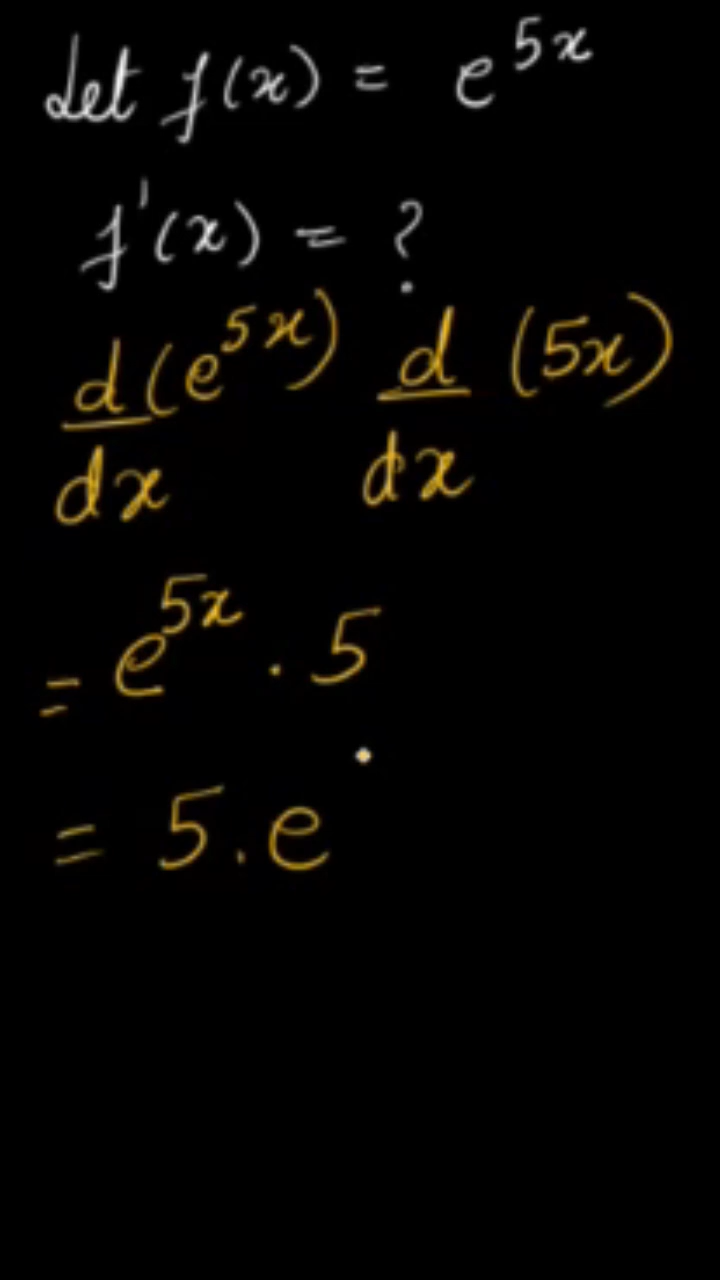 Let f(x) = e^{5x}
f'(x) = ?
d/dx (e^{5x}) d/dx (5x)
= e^{5x} . 5
= 5 . e